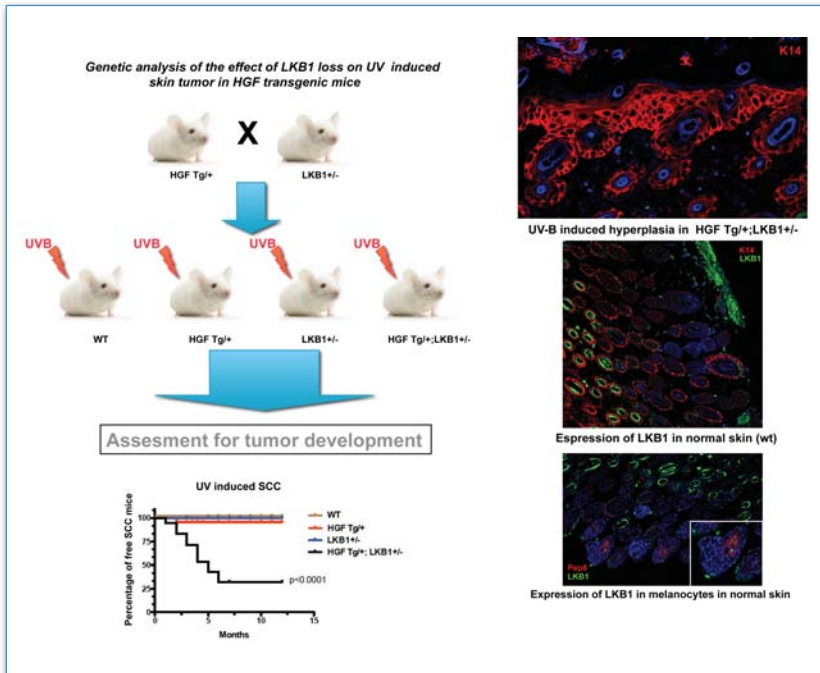 Genetic analysis of the effect of LKB1 loss on UV induced
skin tumor in HGF transgenic mice
X
HGF Tg/+
LKB1+/-
UVB
UVB
UVB
UVB
WT
HGF Tg/+
LKB1+/-
HGF Tg/+;LKB1+/-
Assesment for tumor development
UV induced SCC
Percentage of free SCC mice
100
75
50
25
0
0
5
10
15
Months
WT
HGF Tg/+
LKB1+/-
HGF Tg/+; LKB1+/-
p<0.0001
K14
UV-B induced hyperplasia in HGF Tg/+;LKB1+/-
K14
LKB1
Espression of LKB1 in normal skin (wt)
Pep8
LKB1
Expression of LKB1 in melanocytes in normal skin